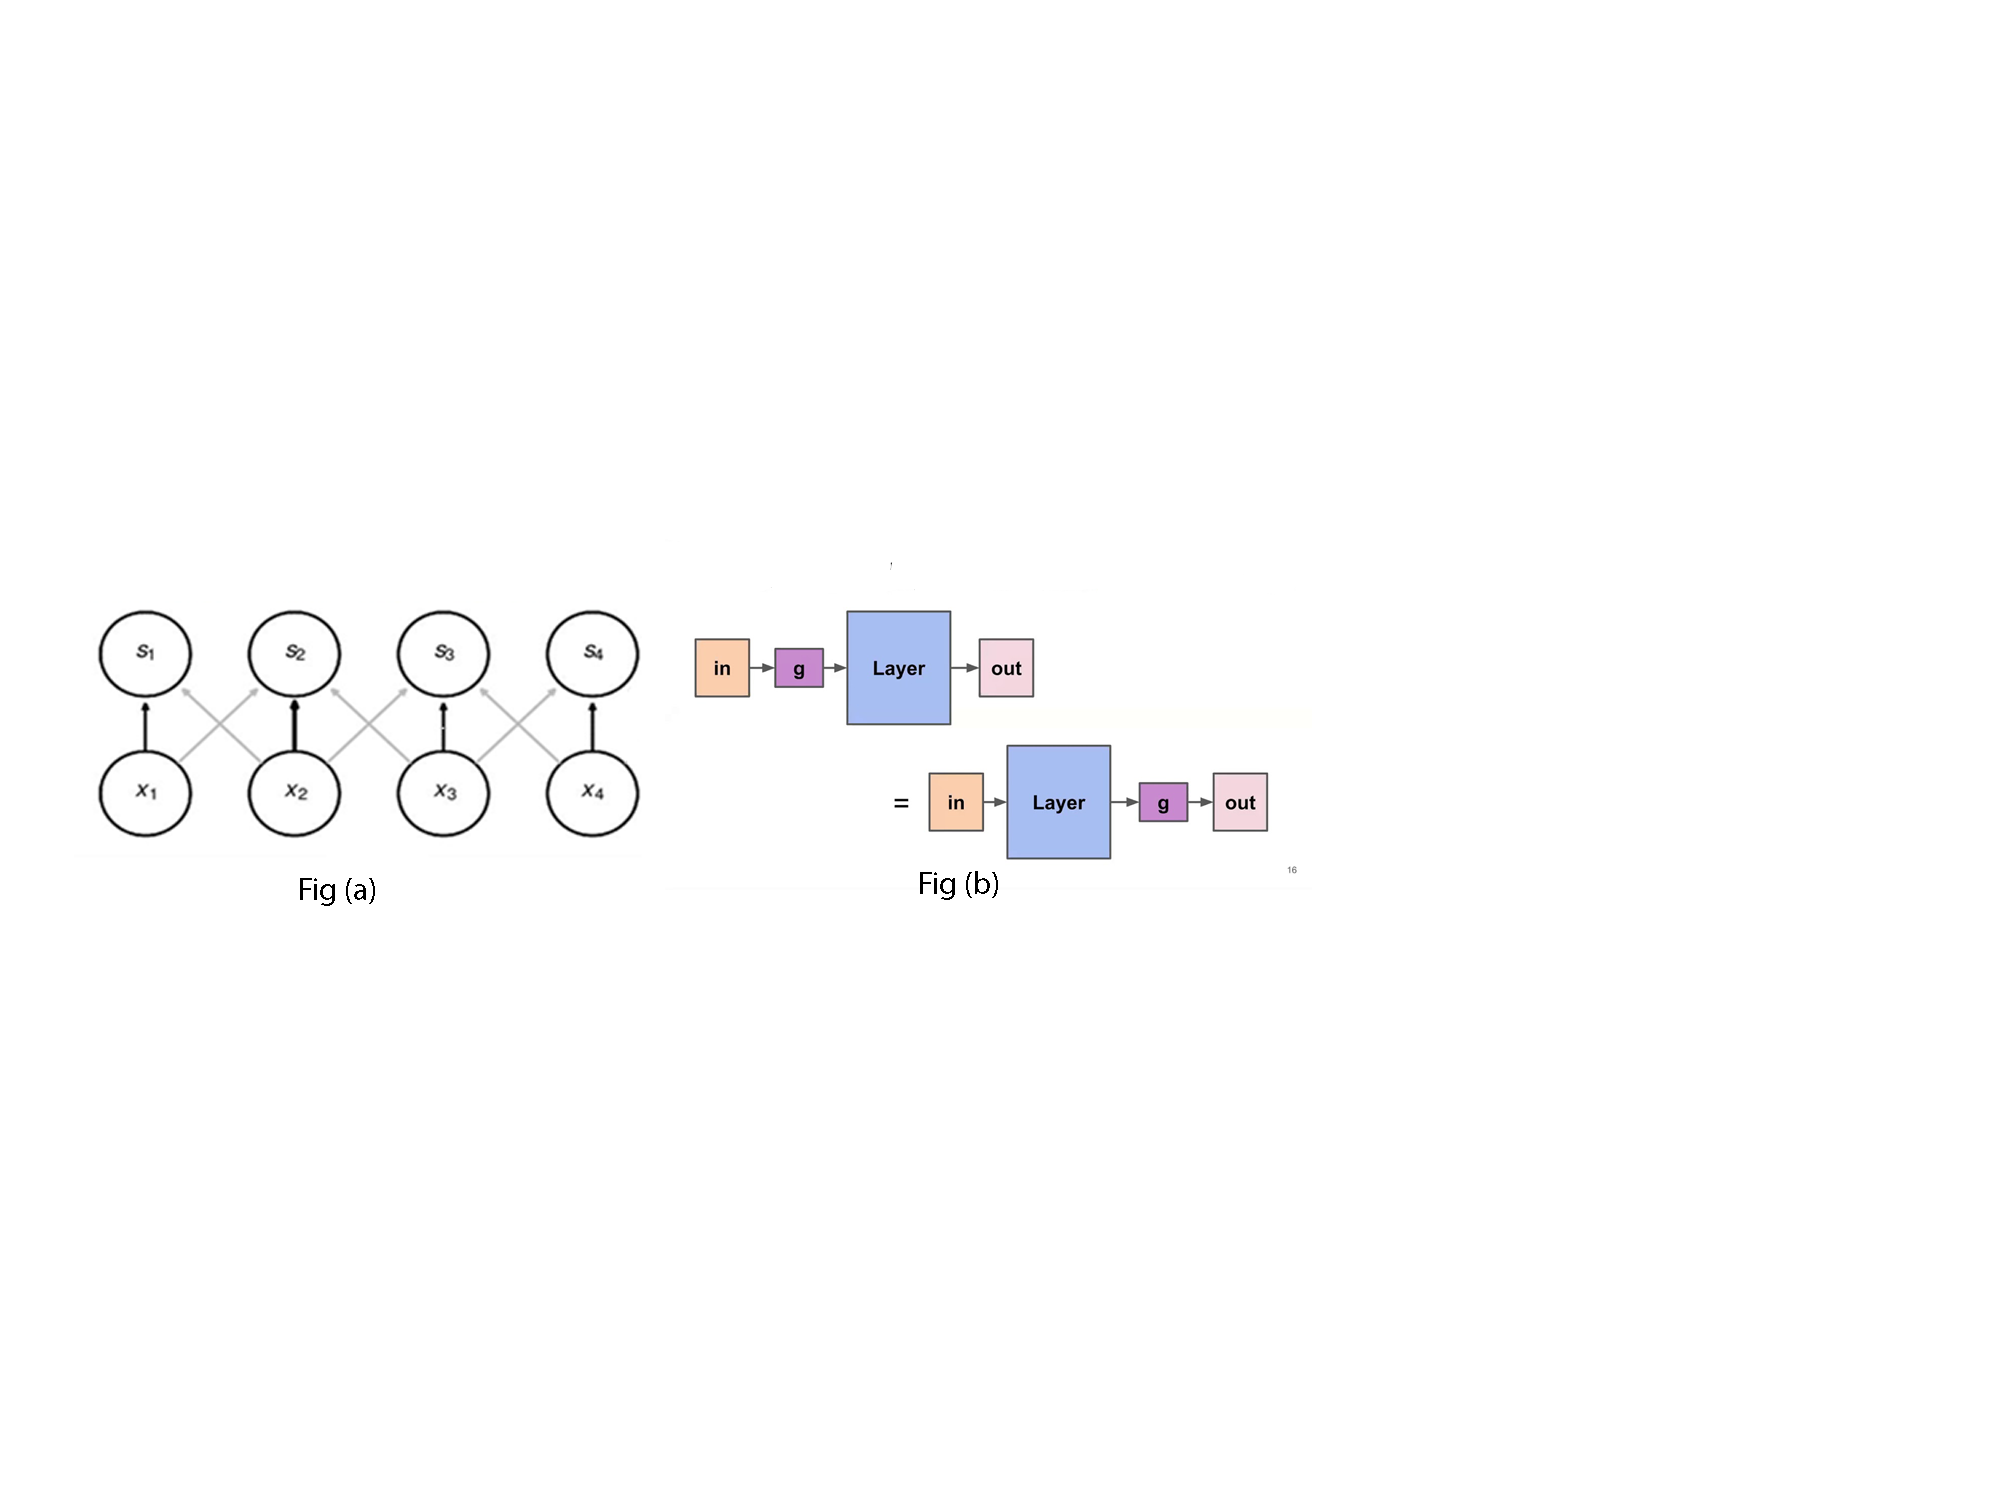 s1 s2 s3 s4
x1 x2 x3 x4
Fig (a)
in g Layer out
= in Layer g out
Fig (b)
16